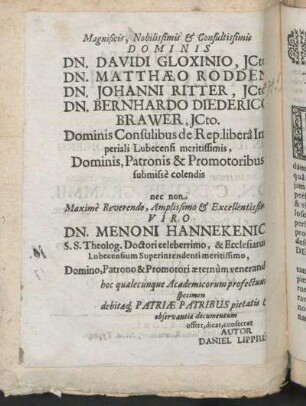 Magnificis, Nobilissimis & Consultissimis
DOMINIS
DN. DAVIDI GLOXINIO, JCto
DN. MATTHÆO RODDEN
DN. JOHANNI RITTER, JCto
DN. BERNHARDO DIEDERICO
BRAWER, JCto.
Dominis Consulibus de Rep. liberâ Im
periali Lubecensi meritissimis,
Dominis, Patronis & Promotoribus
submissè colendis
nec non
Maximè Reverendo, Amplissimo & Excellentissimo
VIRO
DN. MENONI HANNEKENIO
S.S. Theolog. Doctori celeberrimo, & Ecclesiarum
Lubecensium Superintendenti meritissimo,
Domino, Patrono & Promotori æternùm venerand
hoc qualecunque Academicorum profectuum
specimen
debitæq; PATRIÆ PATRIBUS pietatis &
observantiæ documentum
offert, dicat, consecrat
AUTOR
DANIEL LIPPIUS